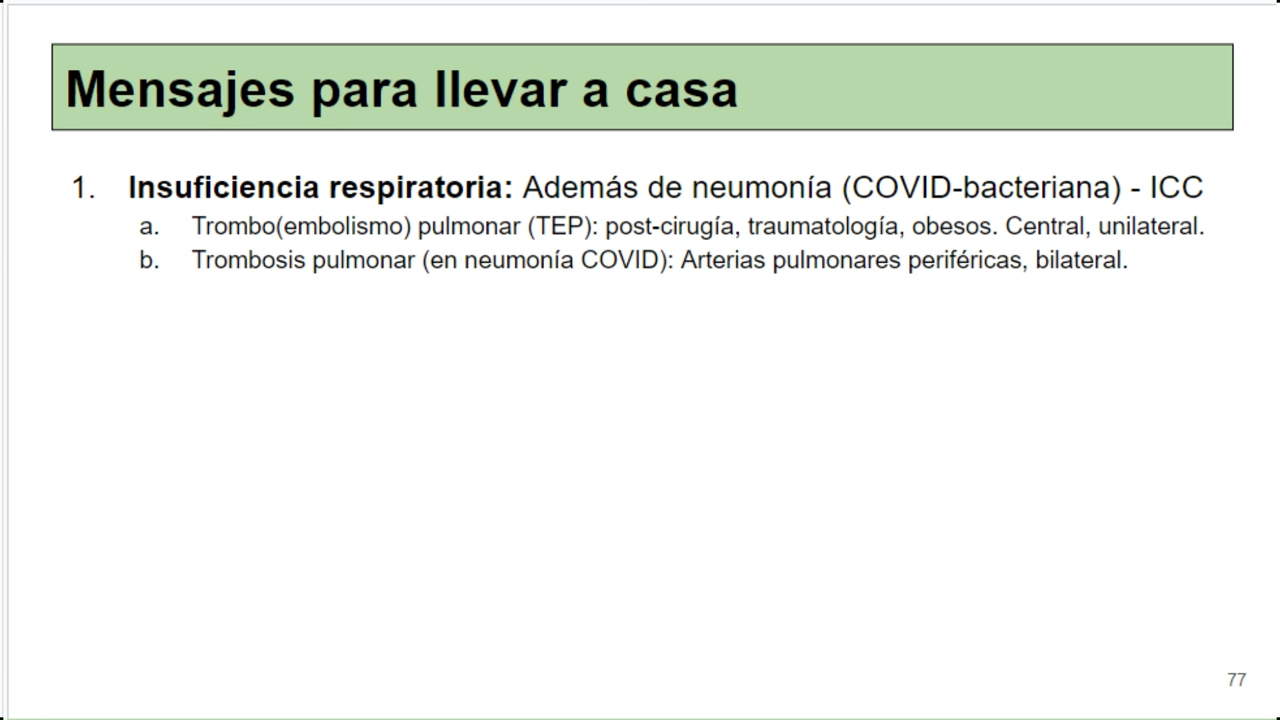 Mensajes para llevar a casa
1. Insuficiencia respiratoria: Además de neumonía (COVID-bacteriana) - ICC
a. Trombo(embolismo) pulmonar (TEP): post-cirugía, traumatología, obesos. Central, unilateral.
b. Trombosis pulmonar (en neumonía COVID): Arterias pulmonares periféricas, bilateral.
77